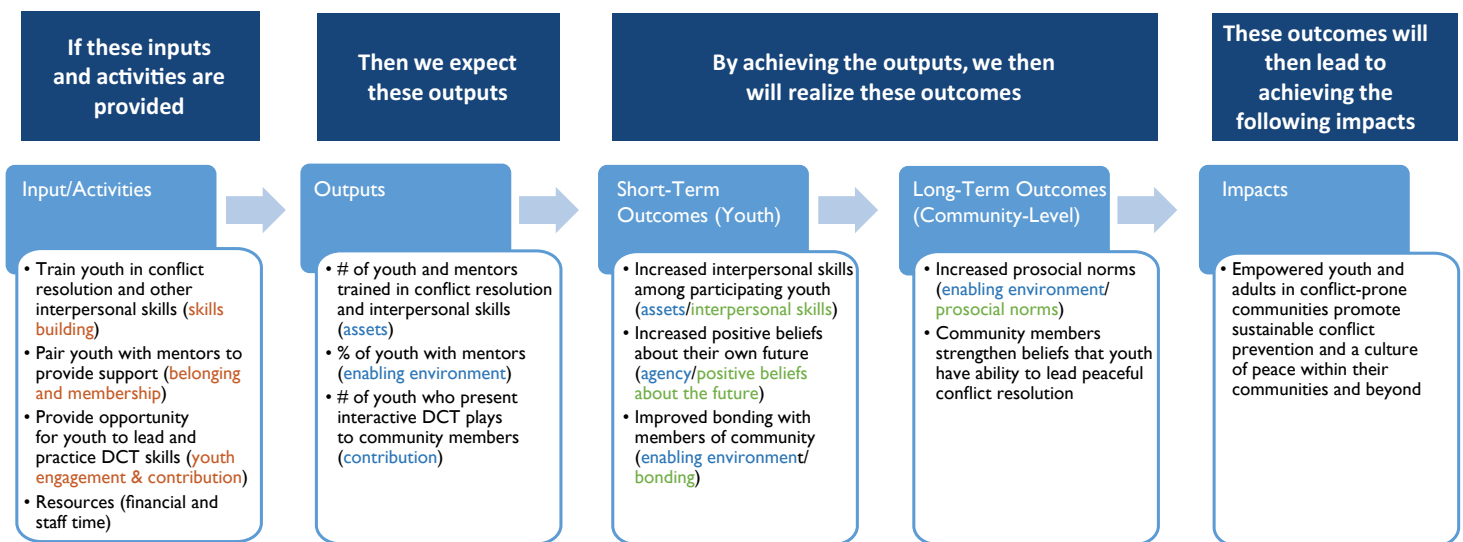 If these inputs
and activities are
provided
Then we expect
these outputs
By achieving the outputs, we then
will realize these outcomes
These outcomes will
then lead to
achieving the
following impacts
Input/Activities
• Train youth in conflict
resolution and other
interpersonal skills (skills
building)
• Pair youth with mentors to
provide support (belonging
and membership)
• Provide opportunity
for youth to lead and
practice DCT skills (youth
engagement & contribution)
• Resources (financial and
staff time)
Outputs
• # of youth and mentors
trained in conflict resolution
and interpersonal skills
(assets)
• % of youth with mentors
(enabling environment)
• # of youth who present
interactive DCT plays
to community members
(contribution)
Short-Term
Outcomes (Youth)
• Increased interpersonal skills
among participating youth
(assets/interpersonal skills)
• Increased positive beliefs
about their own future
(agency/positive beliefs
about the future)
• Improved bonding with
members of community
(enabling environment/
bonding)
Long-Term Outcomes
(Community-Level)
• Increased prosocial norms
(enabling environment/
prosocial norms)
• Community members
strengthen beliefs that youth
have ability to lead peaceful
conflict resolution
Impacts
• Empowered youth and
adults in conflict-prone
communities promote
sustainable conflict
prevention and a culture
of peace within their
communities and beyond